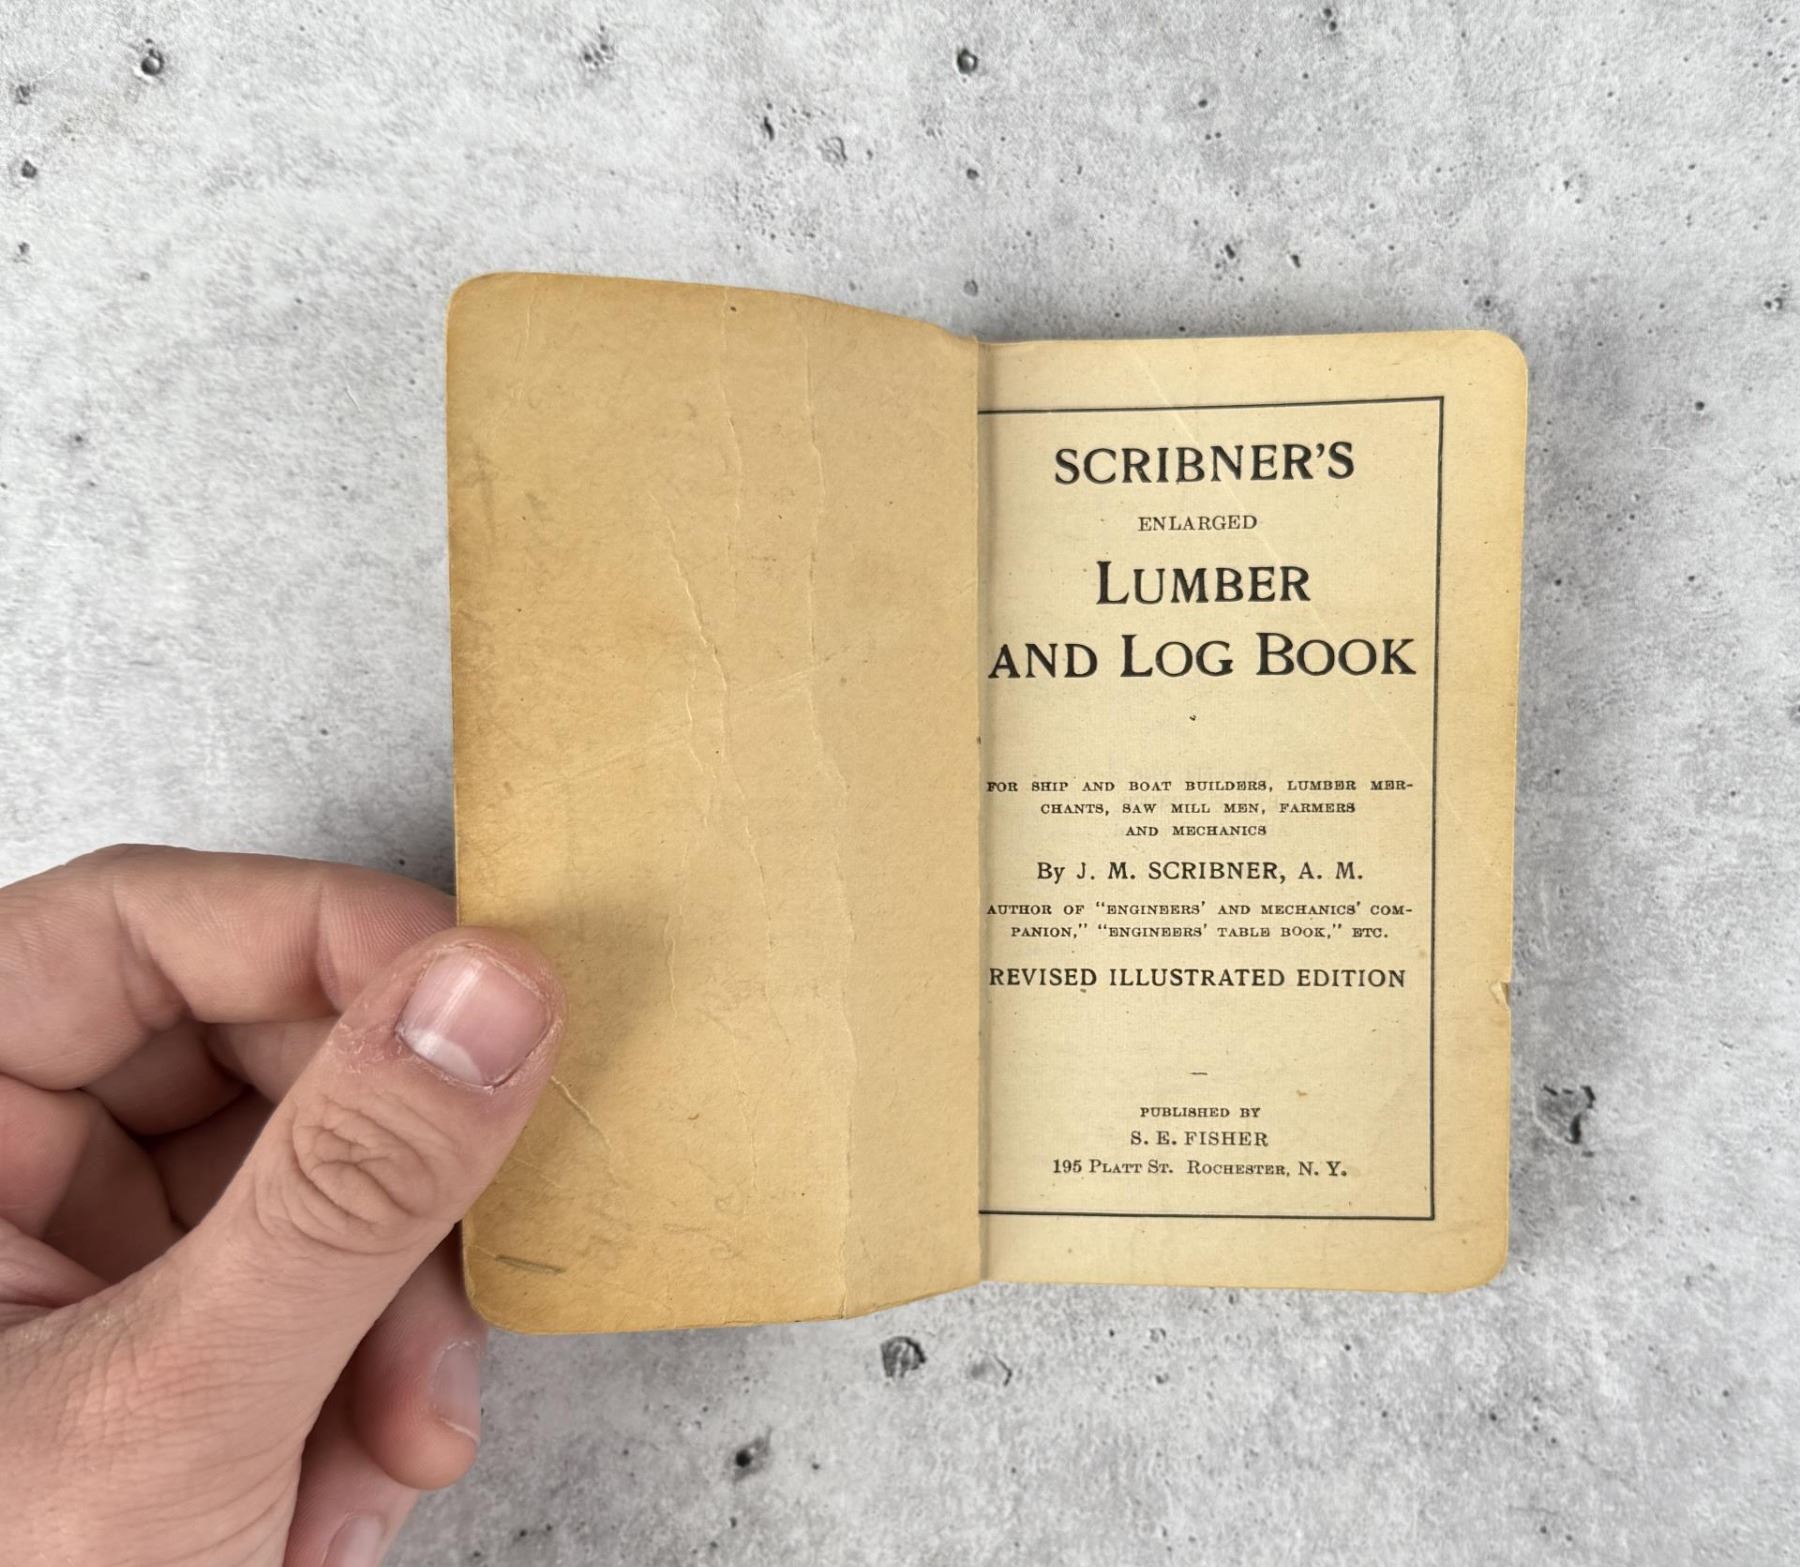 SCRIBNER'S
ENLARGED
LUMBER
AND LOG BOOK
FOR SHIP AND BOAT BUILDERS, LUMBER MER-
CHANTS, SAW MILL MEN, FARMERS
AND MECHANICS
By J. M. SCRIBNER, A. M.
AUTHOR OF "ENGINEERS' AND MECHANICS' COM-
PANION," "ENGINEERS' TABLE BOOK," ETC.
REVISED ILLUSTRATED EDITION
PUBLISHED BY
S. E. FISHER
195 PLATT ST. ROCHESTER, N. Y.